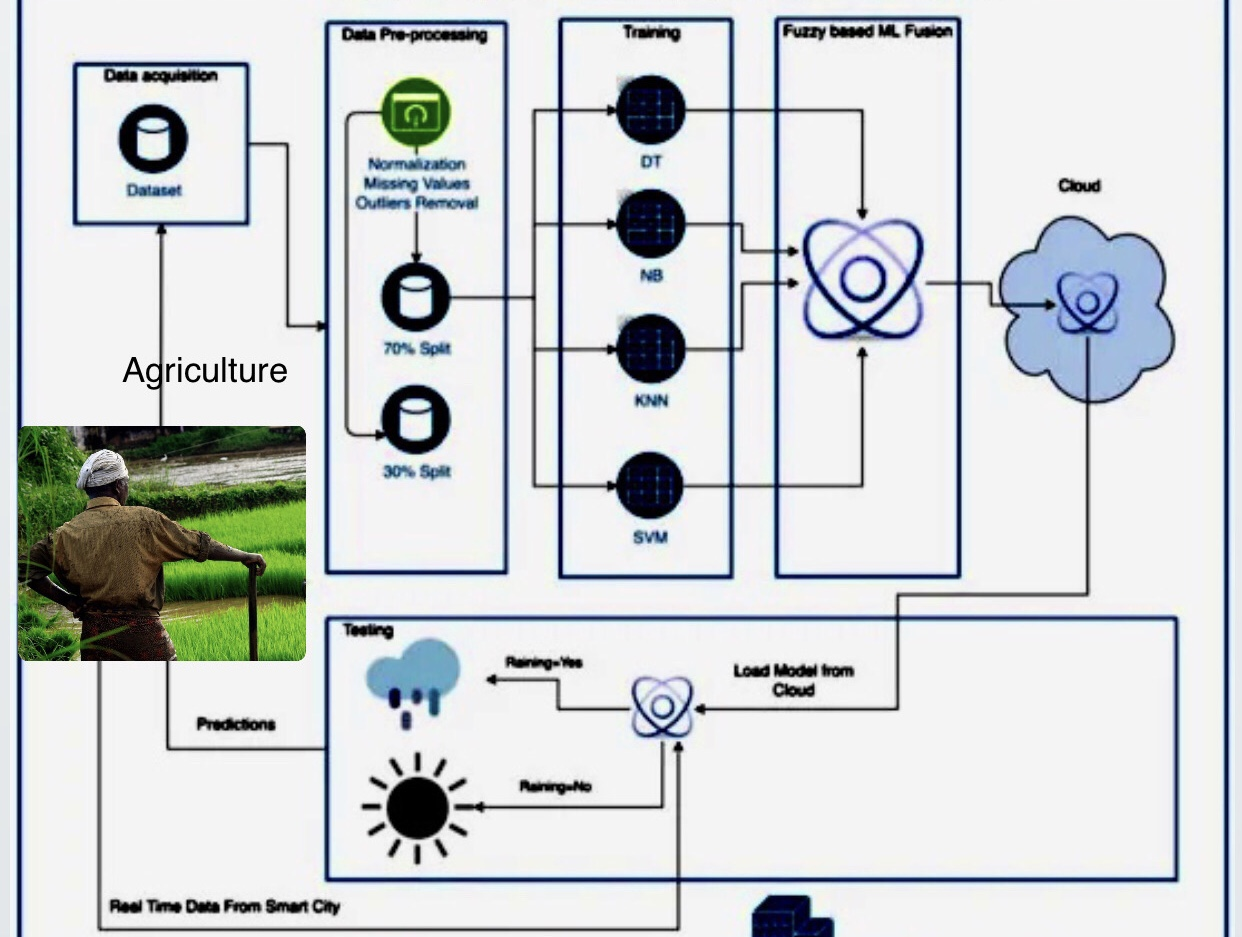 Data acquisition
Dataset
Data Pre-processing
Normalization
Missing Values
Outliers Removal
70% Split
30% Split
Training
DT
NB
KNN
SVM
Fuzzy based ML Fusion
Cloud
Agriculture
Testing
Raining=Yes
Load Model from
Cloud
Predictions
Raining=No
Real Time Data From Smart City